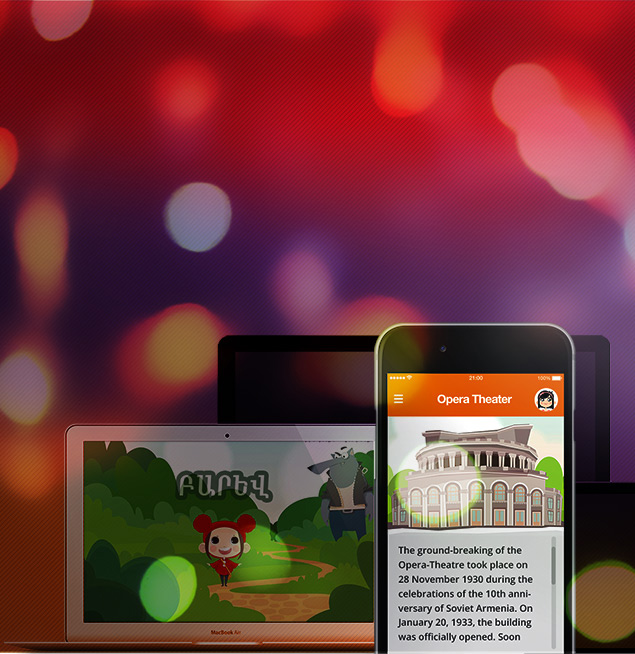 21:00
100%
Opera Theater
ԲԱՐԵՎ
The ground-breaking of the
Opera-Theatre took place on
28 November 1930 during the
celebrations of the 10th anni-
versary of Soviet Armenia. On
January 20, 1933, the building
was officially opened. Soon
MacBook Air